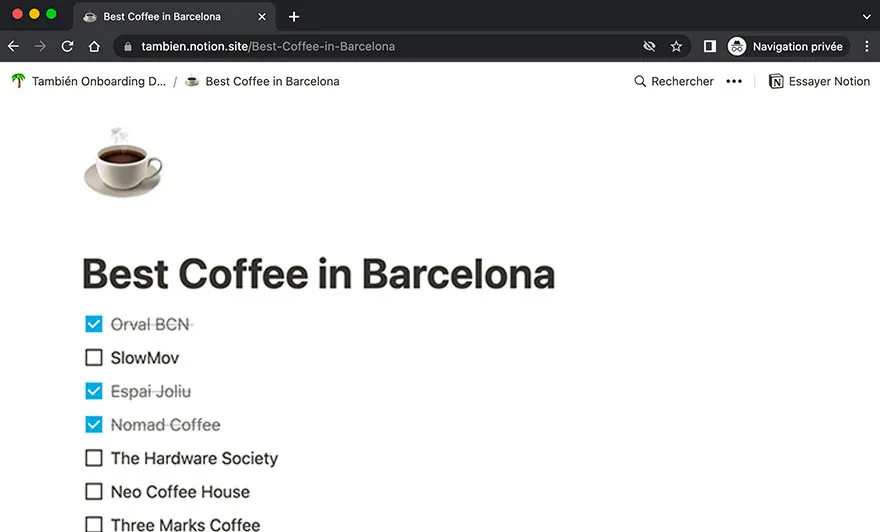 Best Coffee in Barcelona
tambien.notion.site/Best-Coffee-in-Barcelona
Navigation privée
También Onboarding D... / Best Coffee in Barcelona
Rechercher
Essayer Notion
Best Coffee in Barcelona
Orval BCN
SlowMov
Espai Joliu
Nomad Coffee
The Hardware Society
Neo Coffee House
Three Marks Coffee